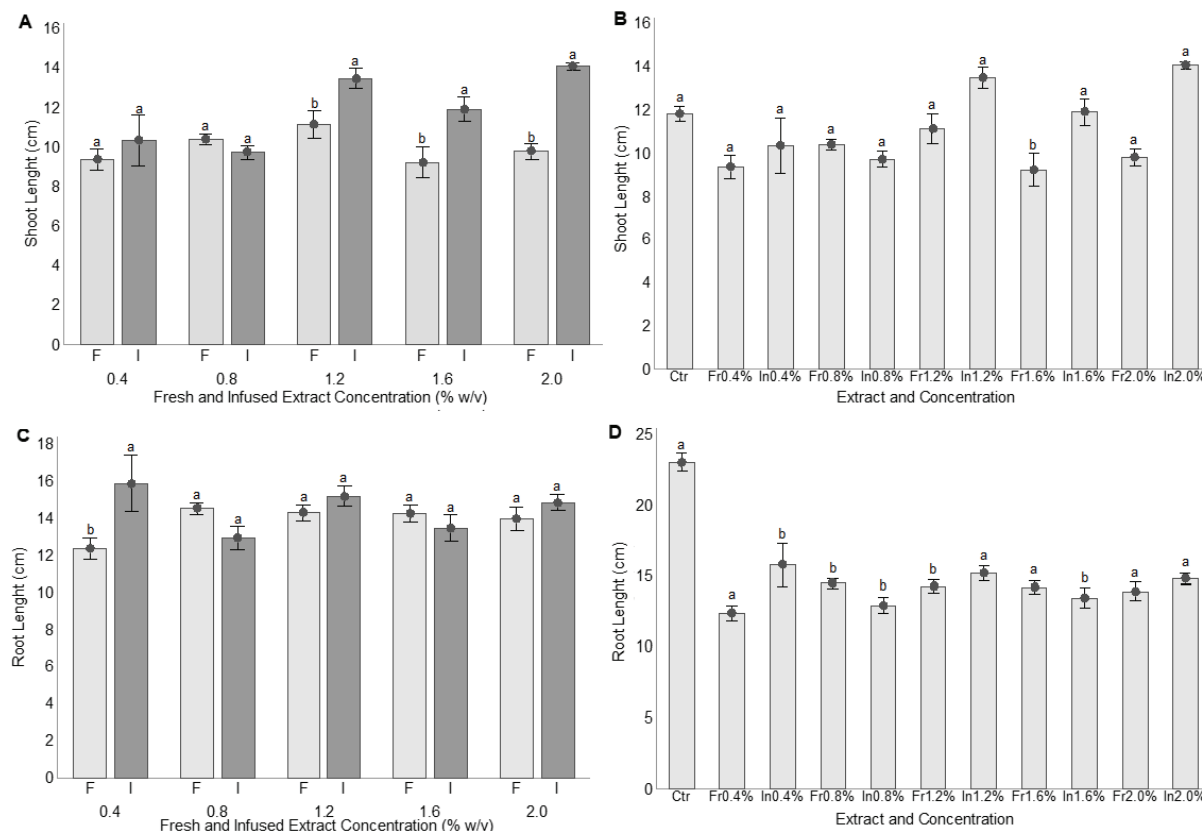 A
16
14
12
10
8
6
4
2
0
Shoot Lenght (cm)
a a a a b a b a b a
F I F I F I F I F I
0.4 0.8 1.2 1.6 2.0
Fresh and Infused Extract Concentration (% w/v)
B
16
14
12
10
8
6
4
2
0
Shoot Lenght (cm)
a a a a a a a b a a a
Ctr Fr0.4% In0.4% Fr0.8% In0.8% Fr1.2% In1.2% Fr1.6% In1.6% Fr2.0% In2.0%
Extract and Concentration
C
18
16
14
12
10
8
6
4
2
0
Root Lenght (cm)
b a a a a a a a a a
F I F I F I F I F I
0.4 0.8 1.2 1.6 2.0
Fresh and Infused Extract Concentration (% w/v)
D
25
20
15
10
5
0
Root Lenght (cm)
a a b b b b a a b a a
Ctr Fr0.4% In0.4% Fr0.8% In0.8% Fr1.2% In1.2% Fr1.6% In1.6% Fr2.0% In2.0%
Extract and Concentration